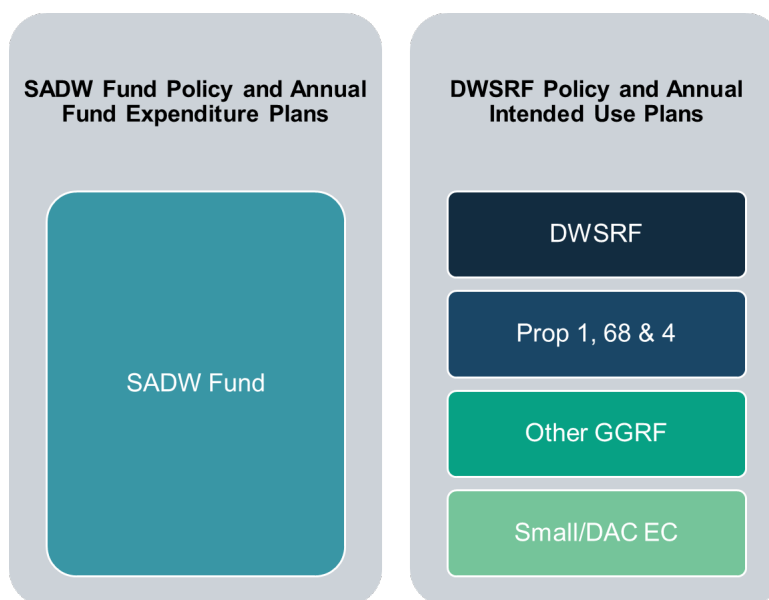 SADW Fund Policy and Annual
Fund Expenditure Plans
SADW Fund
DWSRF Policy and Annual
Intended Use Plans
DWSRF
Prop 1, 68 & 4
Other GGRF
Small/DAC EC